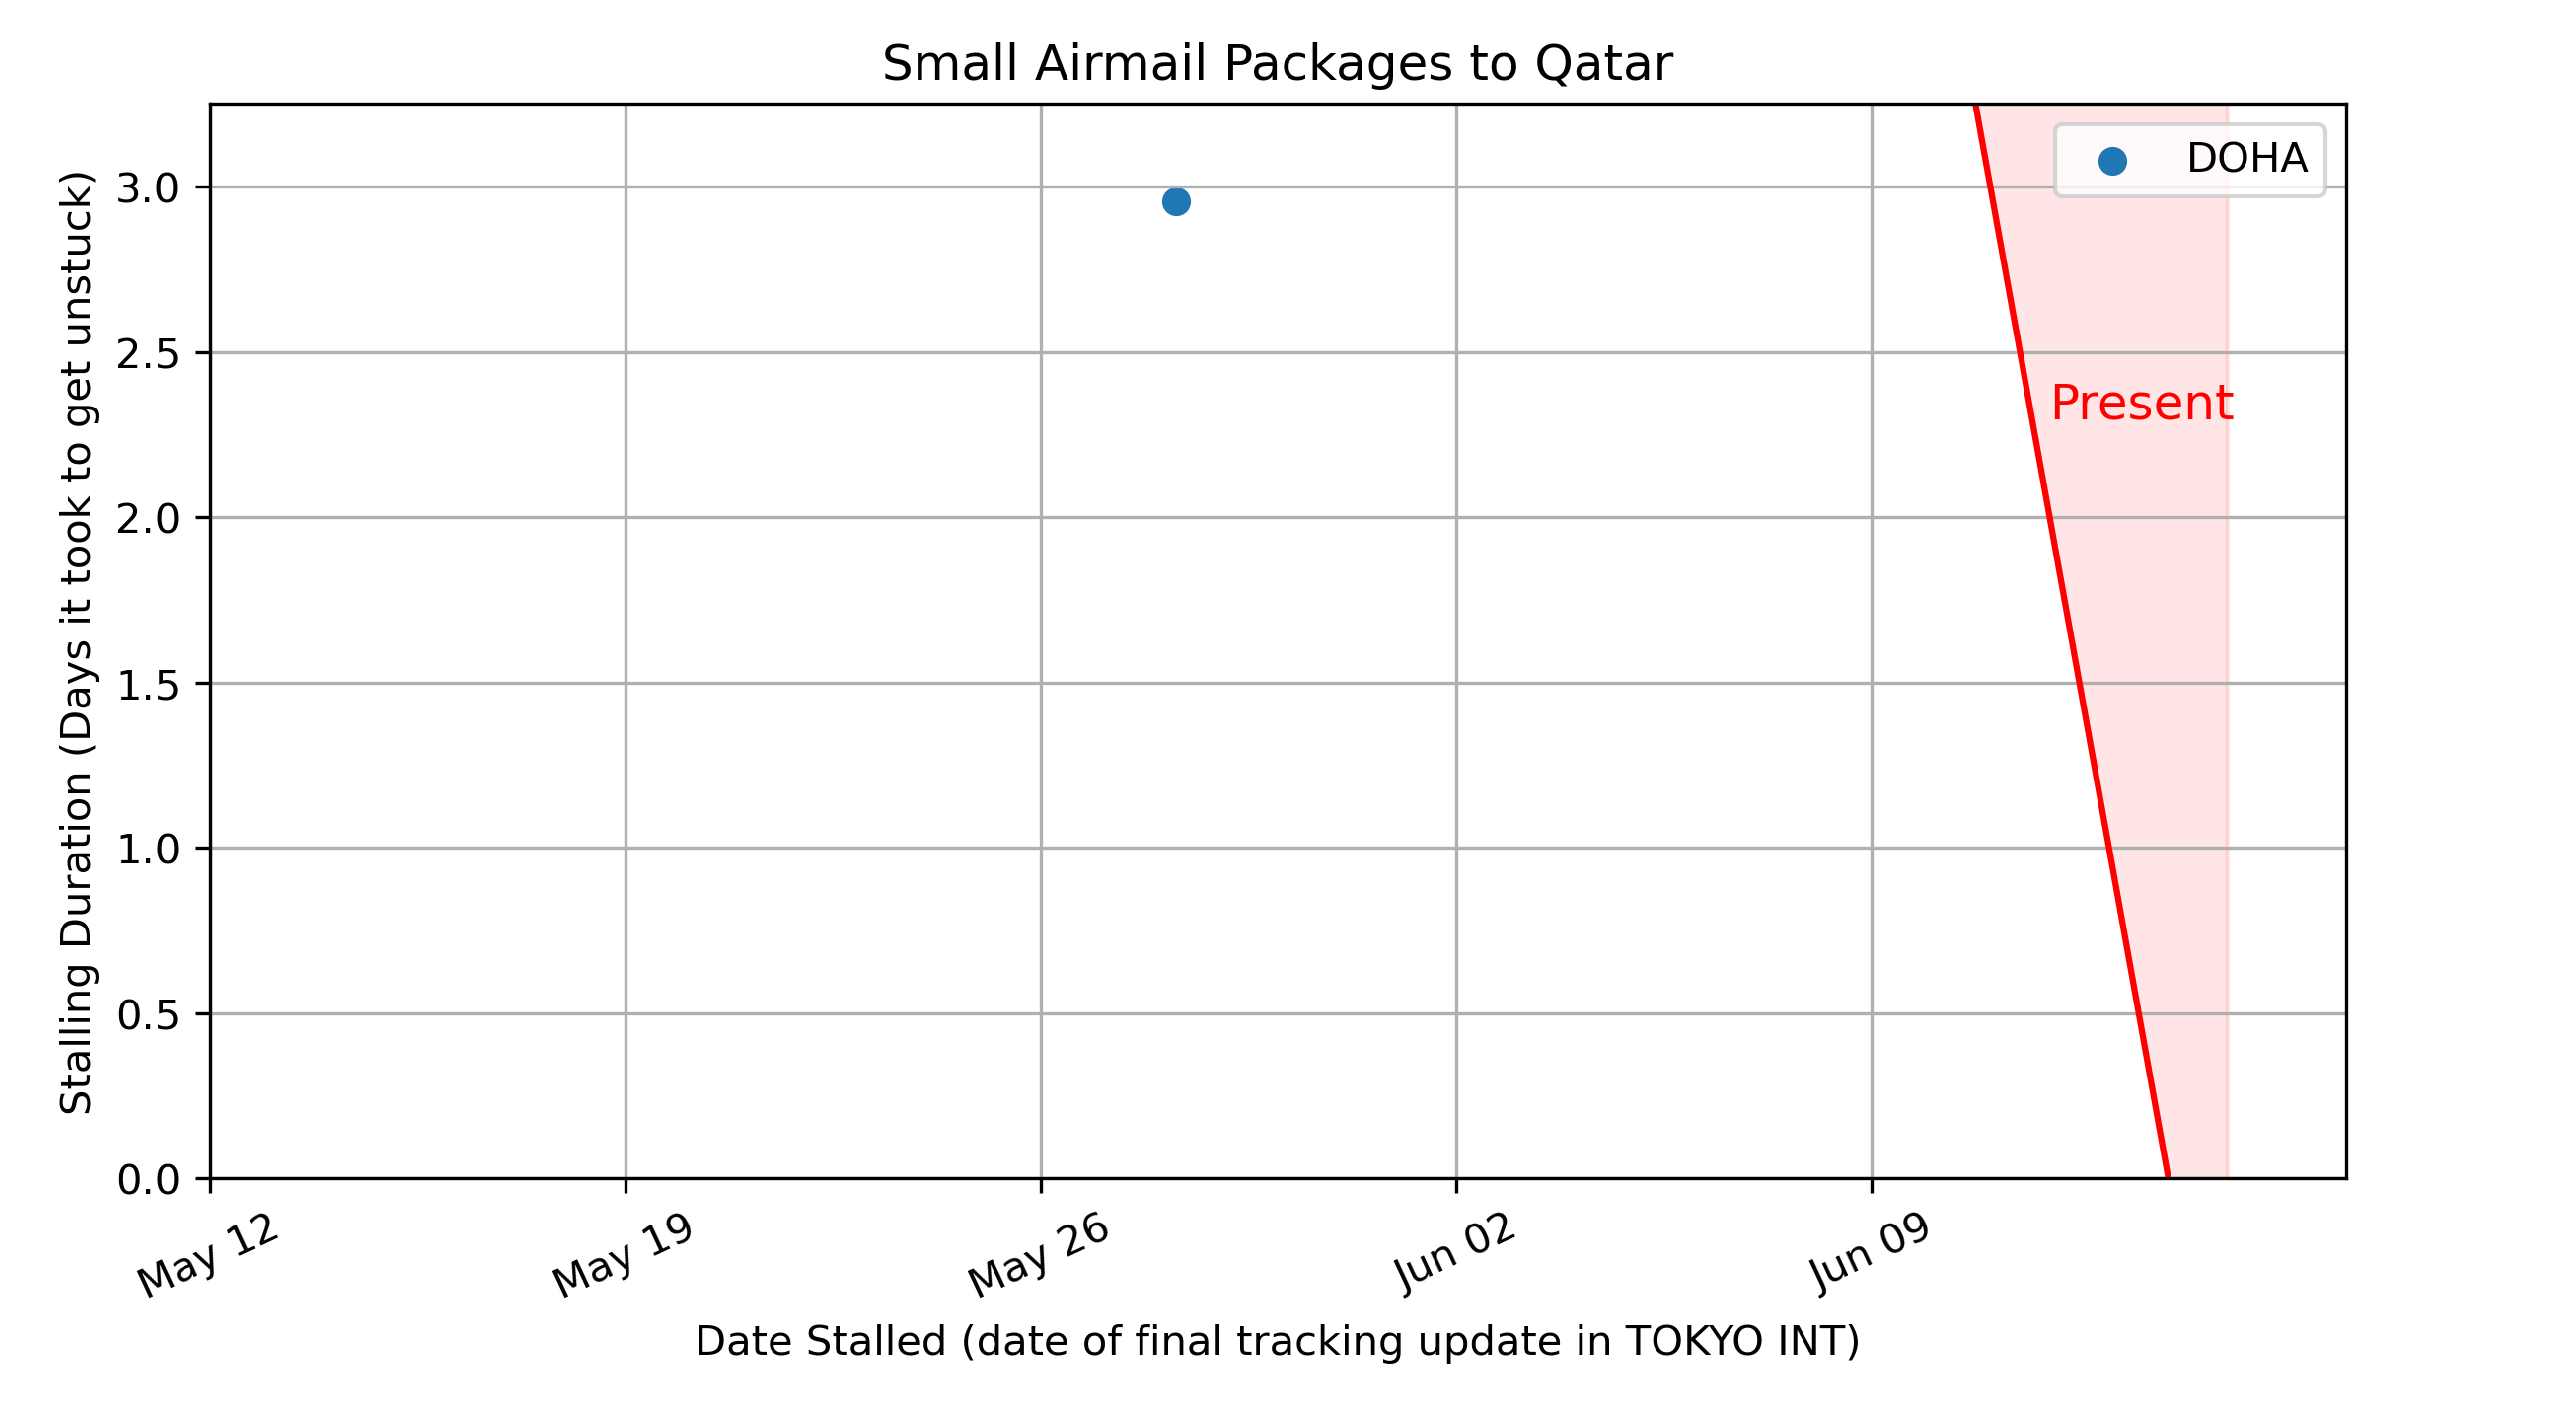 Small Airmail Packages to Qatar
DOHA
Present
Stalling Duration (Days it took to get unstuck)
3.0
2.5
2.0
1.5
1.0
0.5
0.0
May 12
May 19
May 26
Jun 02
Jun 09
Date Stalled (date of final tracking update in TOKYO INT)